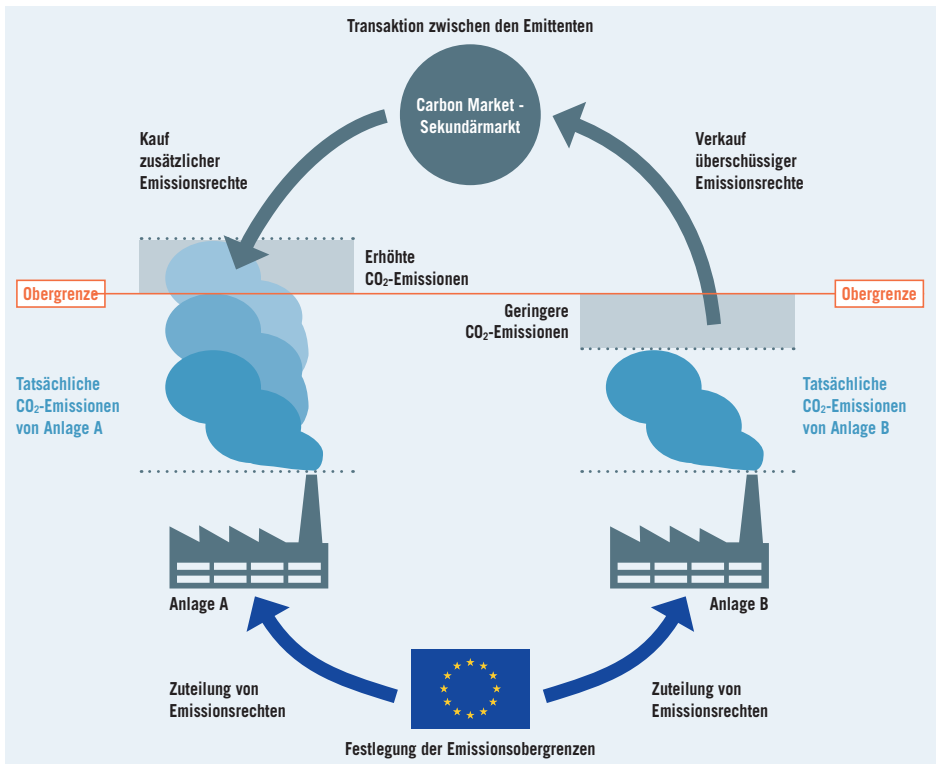 Transaktion zwischen den Emittenten
Carbon Market -
Sekundärmarkt
Kauf
zusätzlicher
Emissionsrechte
Verkauf
überschüssiger
Emissionsrechte
Erhöhte
CO₂-Emissionen
Obergrenze
Obergrenze
Geringere
CO₂-Emissionen
Tatsächliche
CO₂-Emissionen
von Anlage A
Tatsächliche
CO₂-Emissionen
von Anlage B
Anlage A
Anlage B
Zuteilung von
Emissionsrechten
Zuteilung von
Emissionsrechten
Festlegung der Emissionsobergrenzen